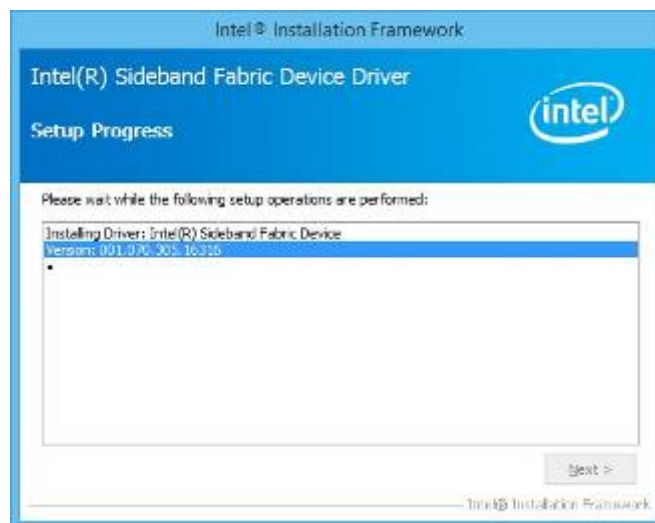 Intel® Installation Framework
Intel(R) Sideband Fabric Device Driver
intel
Setup Progress
Please wait while the following setup operations are performed:
Installing Driver: Intel(R) Sideband Fabric Device
Version: 001.070.305.16316
Next >
Intel® Installation Framework